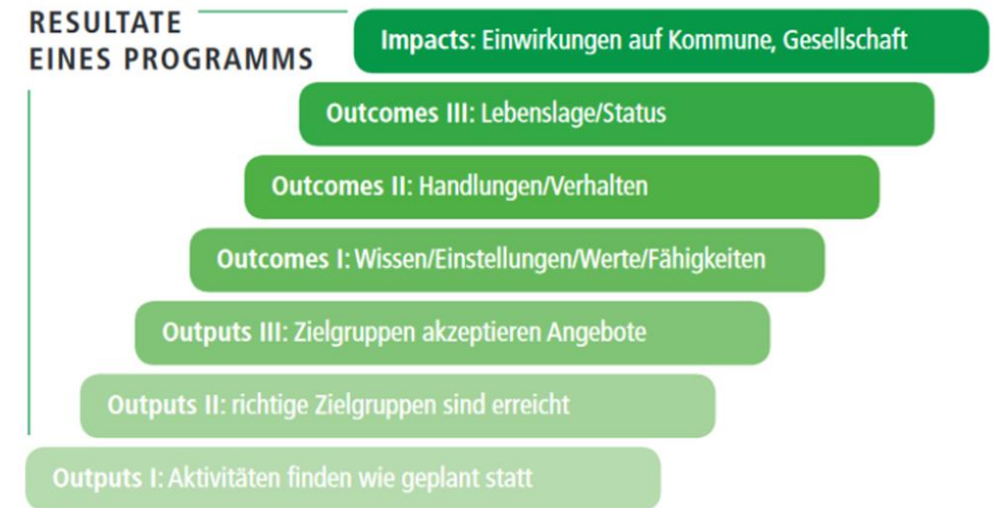 RESULTATE
EINES PROGRAMMS
Impacts: Einwirkungen auf Kommune, Gesellschaft
Outcomes III: Lebenslage/Status
Outcomes II: Handlungen/Verhalten
Outcomes I: Wissen/Einstellungen/Werte/Fähigkeiten
Outputs III: Zielgruppen akzeptieren Angebote
Outputs II: richtige Zielgruppen sind erreicht
Outputs I: Aktivitäten finden wie geplant statt